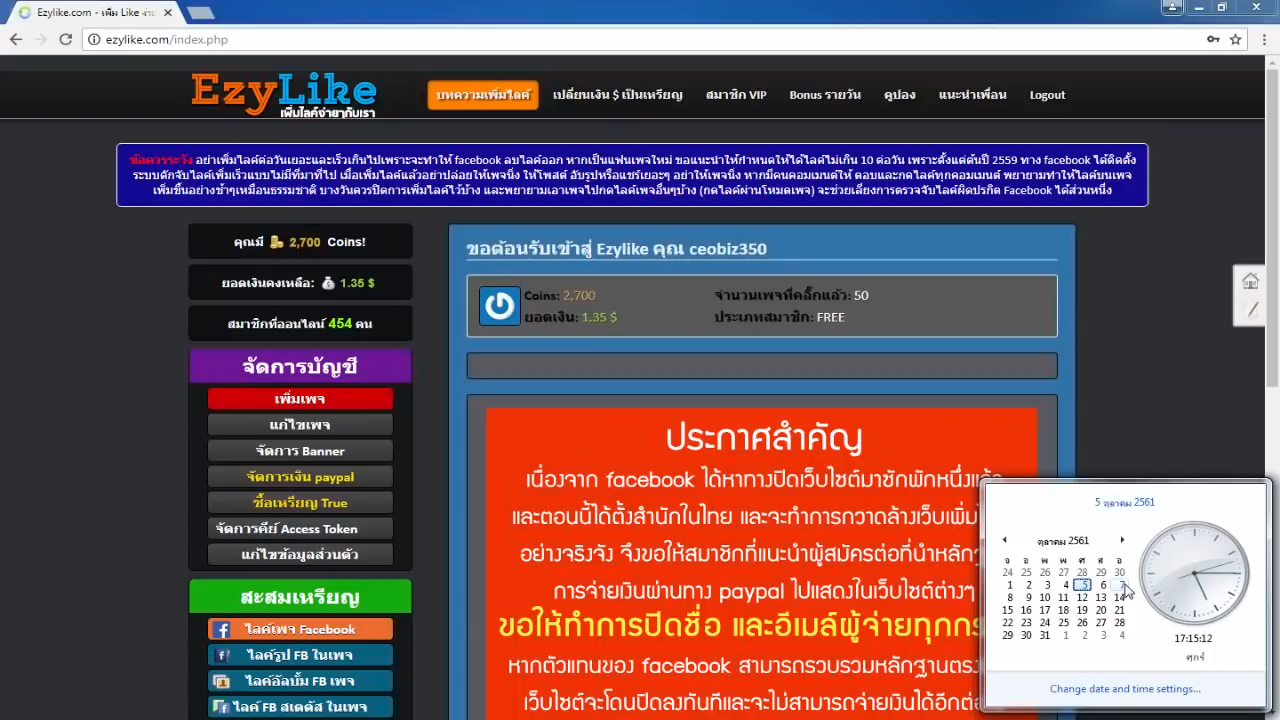 Ezylike.com - เพิ่ม Like ง่า
ezylike.com/index.php
EzyLike
เพิ่มไลค์ง่ายๆกับเรา
บทความเพิ่มไลค์ เปลี่ยนเงิน $ เป็นเหรียญ สมาชิก VIP Bonus รายวัน คูปอง แนะนำเพื่อน Logout
ข้อควรระวัง อย่าเพิ่มไลค์ต่อวันเยอะและเร็วเกินไปเพราะจะทำให้ facebook ลบไลค์ออก หากเป็นแฟนเพจใหม่ ขอแนะนำให้กำหนดให้ได้ไลค์ไม่เกิน 10 ต่อวัน เพราะตั้งแต่ต้นปี 2559 ทาง facebook ได้ติดตั้ง
ระบบดักจับไลค์เพิ่มเร็วแบบไม่มีที่มาที่ไป เมื่อเพิ่มไลค์แล้วอย่าปล่อยให้เพจนิ่ง ให้โพสต์ อับรูปหรือแชร์เยอะๆ อย่าให้เพจนิ่ง หากมีคนคอมเมนต์ให้ ตอบและกดไลค์ทุกคอมเมนต์ พยายามทำให้ไลค์บนเพจ
เพิ่มขึ้นอย่างช้าๆเหมือนธรรมชาติ บางวันควรปิดการเพิ่มไลค์ไว้บ้าง และพยายามเอาเพจไปกดไลค์เพจอื่นๆบ้าง (กดไลค์ผ่านโหมดเพจ) จะช่วยเลี่ยงการตรวจจับไลค์ผิดปรกิต Facebook ได้ส่วนหนึ่ง
คุณมี 2,700 Coins!
ยอดเงินคงเหลือ: 1.35 $
สมาชิกที่ออนไลน์ 454 คน
จัดการบัญชี
เพิ่มเพจ
แก้ไขเพจ
จัดการ Banner
จัดการเงิน paypal
ซื้อเหรียญ True
จัดการคีย์ Access Token
แก้ไขข้อมูลส่วนตัว
สะสมเหรียญ
ไลค์เพจ Facebook
ไลค์รูป FB ในเพจ
ไลค์อัลบั้ม FB เพจ
ไลค์ FB สเตตัส ในเพจ
ขอต้อนรับเข้าสู่ Ezylike คุณ ceobiz350
Coins: 2,700 จำนวนเพจที่คลิ๊กแล้ว: 50
ยอดเงิน: 1.35 $ ประเภทสมาชิก: FREE
ประกาศสำคัญ
เนื่องจาก facebook ได้หาทางปิดเว็บไซต์มาซักพักหนึ่งแล้ว
และตอนนี้ได้ตั้งสำนักในไทย และจะทำการกวาดล้างเว็บเพิ่ม
อย่างจริงจัง จึงขอให้สมาชิกที่แนะนำผู้สมัครต่อที่นำหลัก
การจ่ายเงินผ่านทาง paypal ไปแสดงในเว็บไซต์ต่างๆ
ขอให้ทำการปิดชื่อ และอีเมล์ผู้จ่ายทุก
หากตัวแทนของ facebook สามารถรวบรวมหลักฐาน
เว็บไซต์จะโดนปิดลงทันทีและจะไม่สามารถจ่ายเงินได้อีก
5 ตุลาคม 2561
ตุลาคม 2561
จ อ พ พ ศ ส อ
24 25 26 27 28 29 30
1 2 3 4 5 6 7
8 9 10 11 12 13 14
15 16 17 18 19 20 21
22 23 24 25 26 27 28
29 30 31 1 2 3 4
17:15:12
ศุกร์
Change date and time settings...